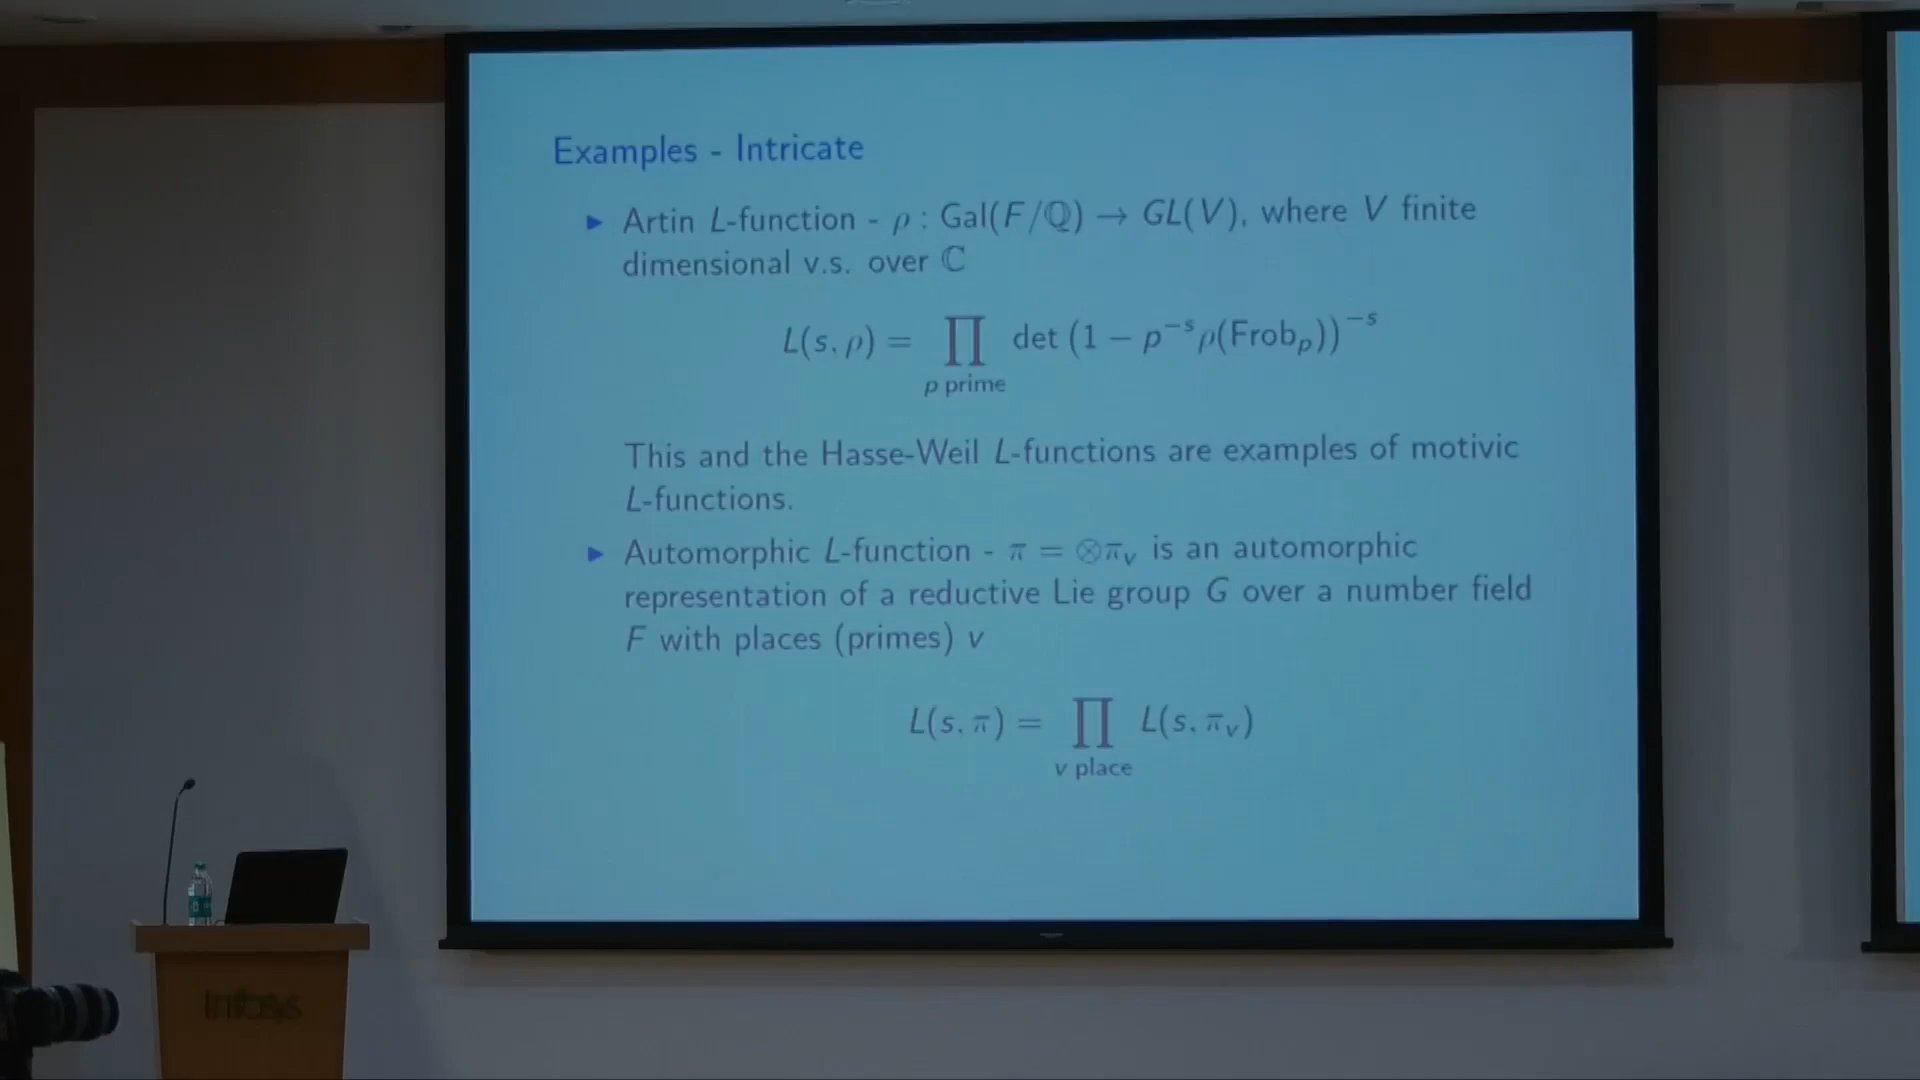 Examples - Intricate
▶ Artin L-function - ρ : Gal(F/ℚ) → GL(V), where V finite
dimensional v.s. over ℂ
L(s, ρ) = ∏ det (1 − p^{−s}ρ(Frob_p))^{−s}
p prime
This and the Hasse-Weil L-functions are examples of motivic
L-functions.
▶ Automorphic L-function - π = ⊗π_v is an automorphic
representation of a reductive Lie group G over a number field
F with places (primes) v
L(s, π) = ∏ L(s, π_v)
v place
Infosys